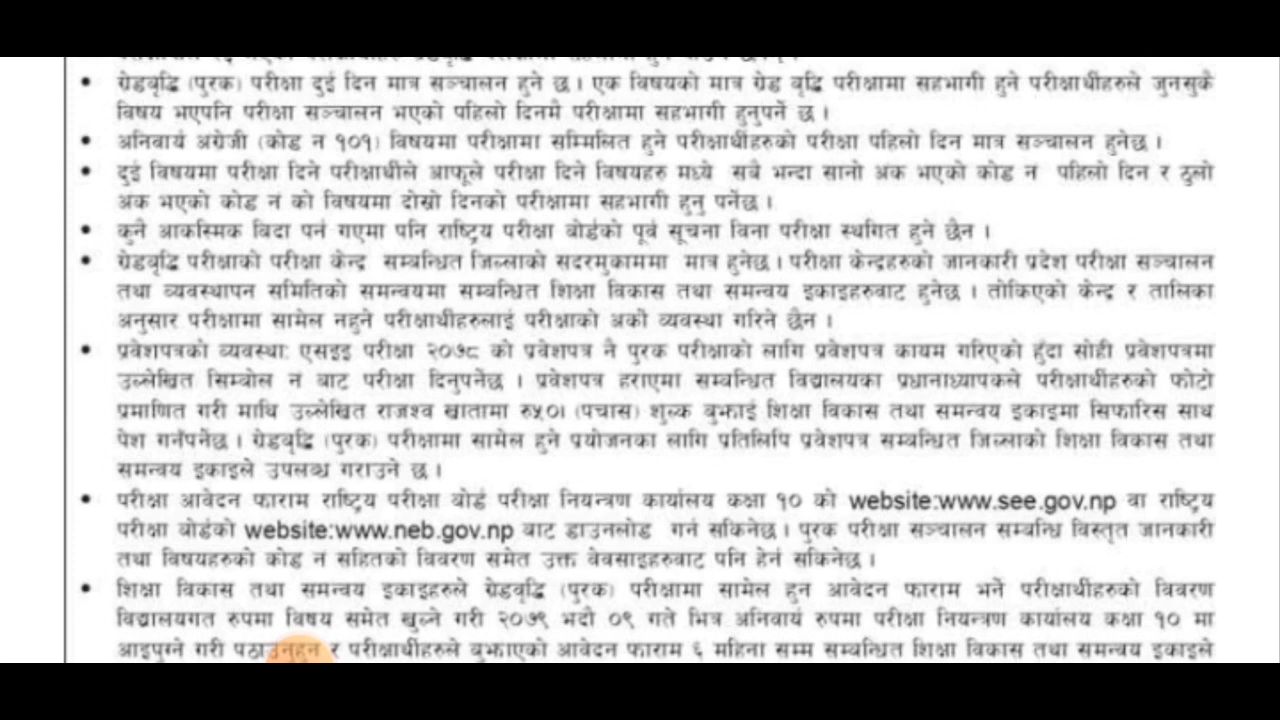 • ग्रेडवृद्धि (पुरक) परीक्षा दुई दिन मात्र सञ्चालन हुने छ । एक विषयको मात्र ग्रेड वृद्धि परीक्षामा सहभागी हुने परीक्षार्थीहरुले जुनसुकै
विषय भएपनि परीक्षा सञ्चालन भएको पहिलो दिनमै परीक्षामा सहभागी हुनुपर्ने छ ।
• अनिवार्य अंग्रेजी (कोड नं १०१) विषयमा परीक्षामा सम्मिलित हुने परीक्षार्थीहरुको परीक्षा पहिलो दिन मात्र सञ्चालन हुनेछ ।
• दुई विषयमा परीक्षा दिने परीक्षार्थीले आफूले परीक्षा दिने विषयहरु मध्ये सबै भन्दा सानो अंक भएको कोड नं पहिलो दिन र ठुलो
अंक भएको कोड नं को विषयमा दोस्रो दिनको परीक्षामा सहभागी हुनु पर्नेछ ।
• कुनै आकस्मिक विदा पर्न गएमा पनि राष्ट्रिय परीक्षा बोर्डको पूर्व सूचना विना परीक्षा स्थगित हुने छैन ।
• ग्रेडवृद्धि परीक्षाको परीक्षा केन्द्र सम्बन्धित जिल्लाको सदरमुकाममा मात्र हुनेछ । परीक्षा केन्द्रहरुको जानकारी प्रदेश परीक्षा सञ्चालन
तथा व्यवस्थापन समितिको समन्वयमा सम्बन्धित शिक्षा विकास तथा समन्वय इकाइहरुबाट हुनेछ । तोकिएको केन्द्र र तालिका
अनुसार परीक्षामा सामेल नहुने परीक्षार्थीहरुलाई परीक्षाको अर्को व्यवस्था गरिने छैन ।
• प्रवेशपत्रको व्यवस्था: एसइइ परीक्षा २०७८ को प्रवेशपत्र नै पुरक परीक्षाको लागि प्रवेशपत्र कायम गरिएको हुँदा सोही प्रवेशपत्रमा
उल्लेखित सिम्बोल नं बाट परीक्षा दिनुपर्नेछ । प्रवेशपत्र हराएमा सम्बन्धित विद्यालयका प्रधानाध्यापकले परीक्षार्थीहरुको फोटो
प्रमाणित गरी माथि उल्लेखित राजश्व खातामा रु५०। (पचास) शुल्क बुझाई शिक्षा विकास तथा समन्वय इकाइमा सिफारिस साथ
पेश गर्नुपर्नेछ । ग्रेडवृद्धि (पुरक) परीक्षामा सामेल हुने प्रयोजनका लागि प्रतिलिपि प्रवेशपत्र सम्बन्धित जिल्लाको शिक्षा विकास तथा
समन्वय इकाइले उपलब्ध गराउने छ ।
• परीक्षा आवेदन फाराम राष्ट्रिय परीक्षा बोर्ड परीक्षा नियन्त्रण कार्यालय कक्षा १० को website:www.see.gov.np वा राष्ट्रिय
परीक्षा बोर्डको website:www.neb.gov.np बाट डाउनलोड गर्न सकिनेछ । पुरक परीक्षा सञ्चालन सम्बन्धि विस्तृत जानकारी
तथा विषयहरुको कोड नं सहितको विवरण समेत उक्त वेवसाइहरुबाट पनि हेर्न सकिनेछ ।
• शिक्षा विकास तथा समन्वय इकाइहरुले ग्रेडवृद्धि (पुरक) परीक्षामा सामेल हुन आवेदन फाराम भर्ने परीक्षार्थीहरुको विवरण
विद्यालयगत रुपमा विषय समेत खुल्ने गरी २०७९ भदौ ०९ गते भित्र अनिवार्य रुपमा परीक्षा नियन्त्रण कार्यालय कक्षा १० मा
आइपुग्ने गरी पठाउनुहुन र परीक्षार्थीहरुले बुझाएको आवेदन फाराम ६ महिना सम्म सम्बन्धित शिक्षा विकास तथा समन्वय इकाइले